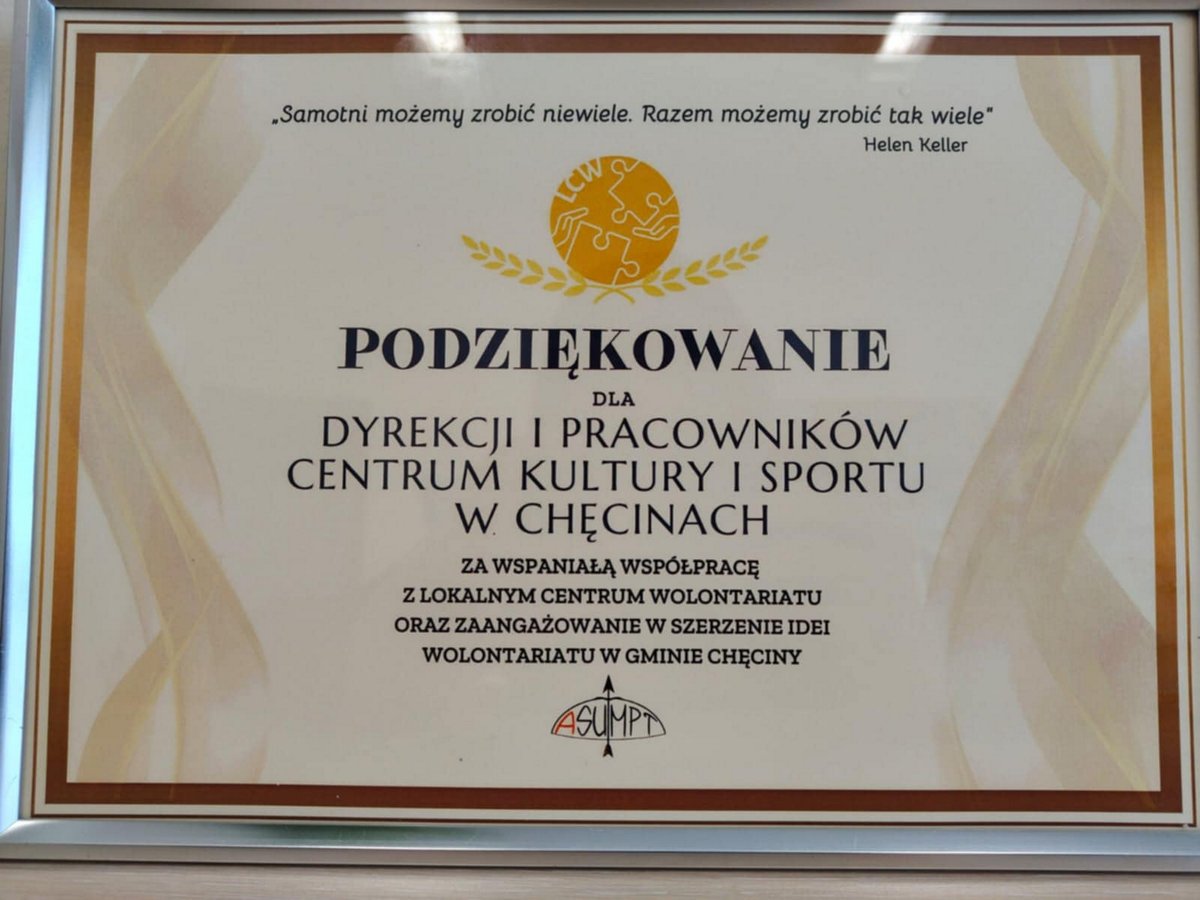 „Samotni możemy zrobić niewiele. Razem możemy zrobić tak wiele"
Helen Keller
LCW
PODZIĘKOWANIE
DLA
DYREKCJI I PRACOWNIKÓW
CENTRUM KULTURY I SPORTU
W CHĘCINACH
ZA WSPANIAŁĄ WSPÓŁPRACĘ
Z LOKALNYM CENTRUM WOLONTARIATU
ORAZ ZAANGAŻOWANIE W SZERZENIE IDEI
WOLONTARIATU W GMINIE CHĘCINY
ASUMPT